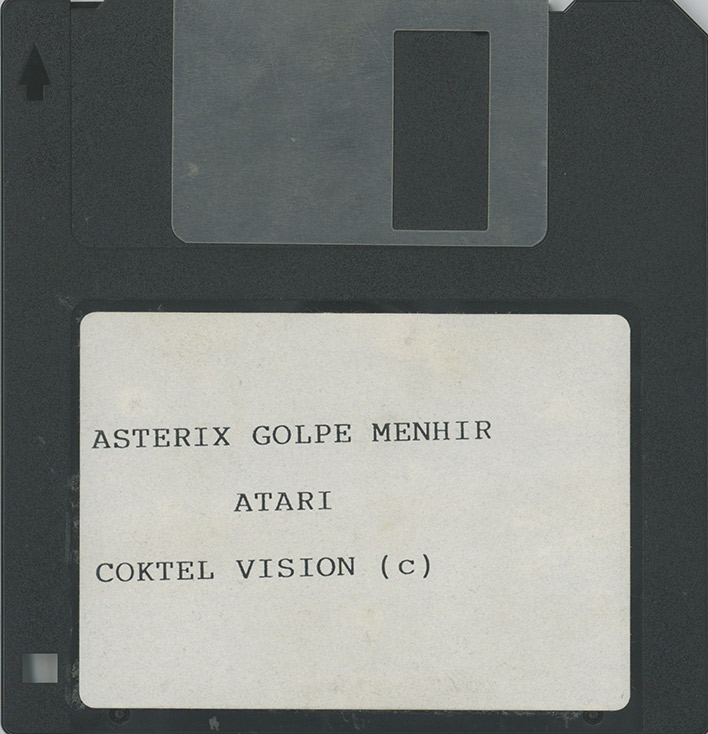 ASTERIX GOLPE MENHIR
ATARI
COKTEL VISION (c)